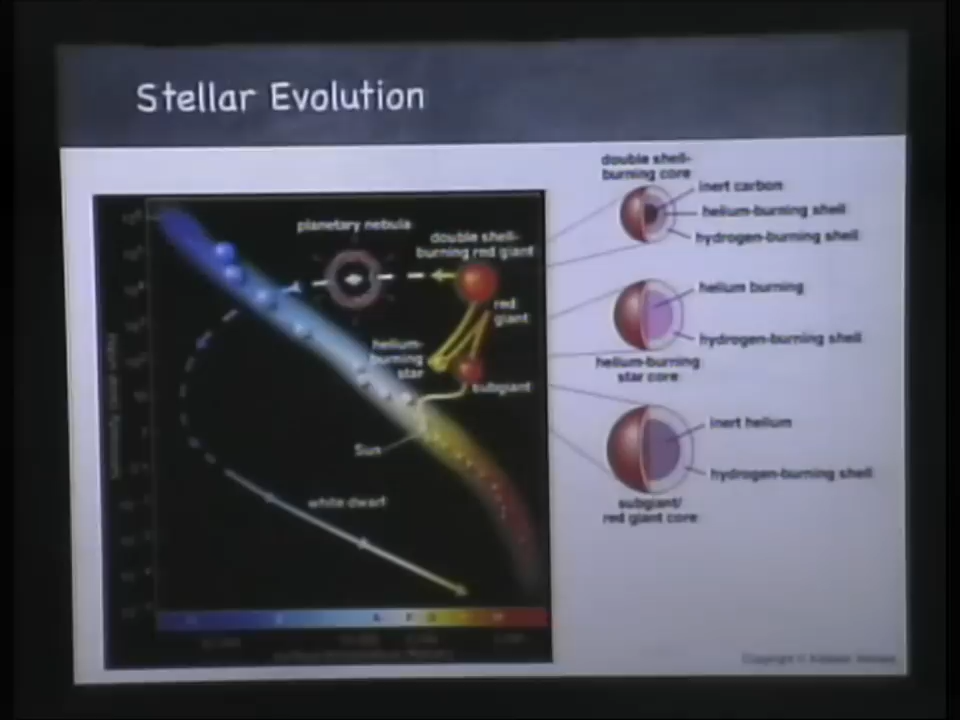 Stellar Evolution
planetary nebula
double shell-
burning red giant
red
giant
helium-
burning
star
subgiant
Sun
white dwarf
double shell-
burning core
inert carbon
helium-burning shell
hydrogen-burning shell
helium burning
hydrogen-burning shell
helium-burning
star core
inert helium
hydrogen-burning shell
subgiant/
red giant core
Copyright ©